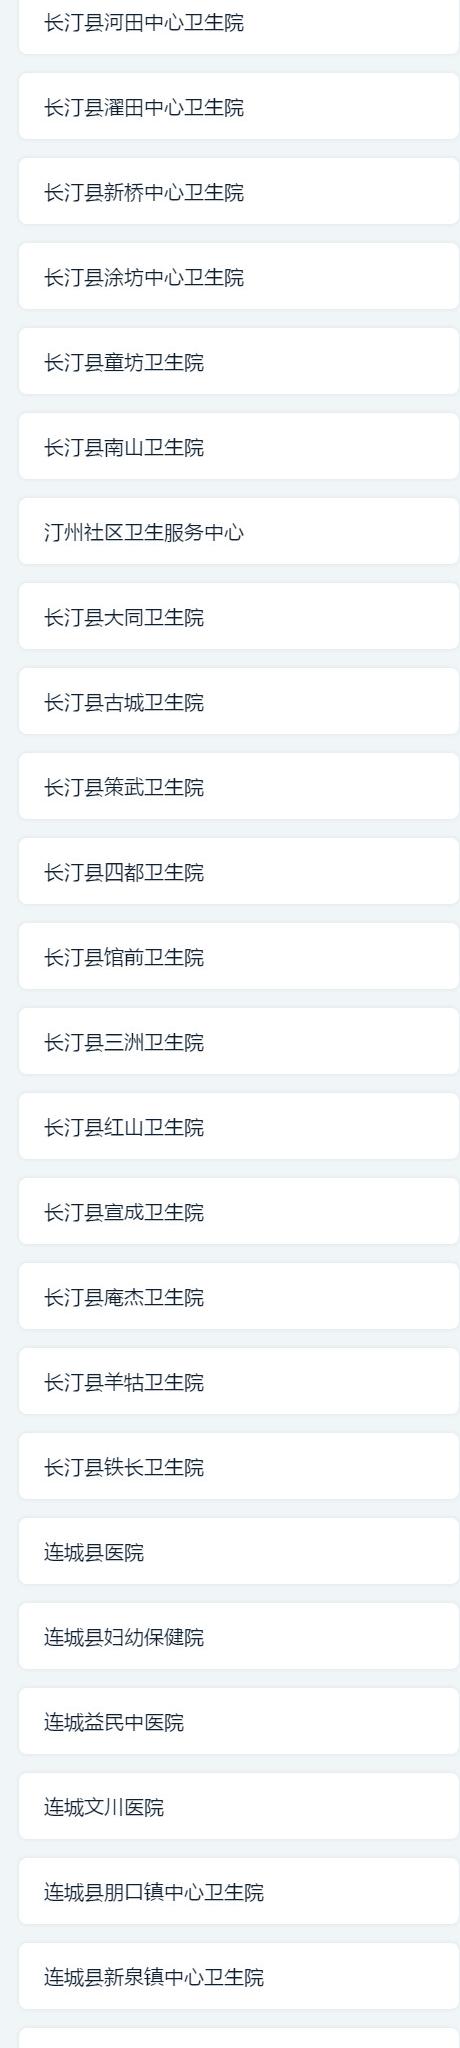 长汀县河田中心卫生院
长汀县濯田中心卫生院
长汀县新桥中心卫生院
长汀县涂坊中心卫生院
长汀县童坊卫生院
长汀县南山卫生院
汀州社区卫生服务中心
长汀县大同卫生院
长汀县古城卫生院
长汀县策武卫生院
长汀县四都卫生院
长汀县馆前卫生院
长汀县三洲卫生院
长汀县红山卫生院
长汀县宣成卫生院
长汀县庵杰卫生院
长汀县羊牯卫生院
长汀县铁长卫生院
连城县医院
连城县妇幼保健院
连城益民中医院
连城文川医院
连城县朋口镇中心卫生院
连城县新泉镇中心卫生院